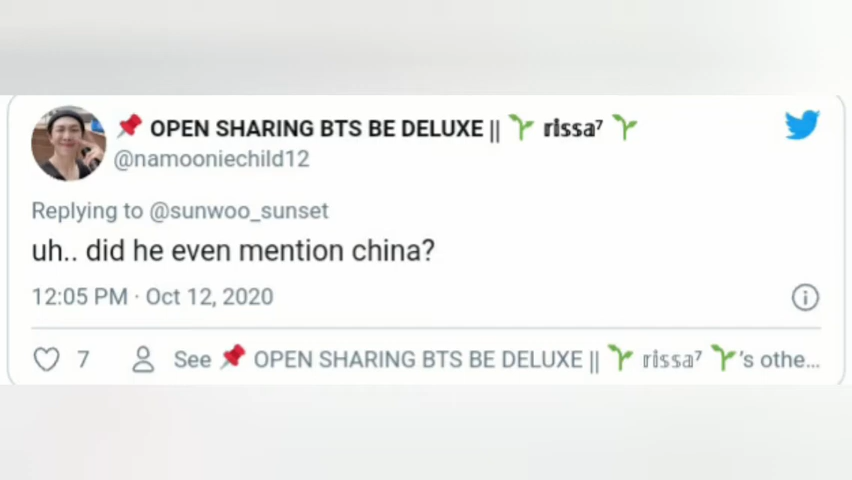 📌 OPEN SHARING BTS BE DELUXE || 🌱 𝕣𝕚𝕤𝕤𝕒⁷ 🌱
@namooniechild12
Replying to @sunwoo_sunset
uh.. did he even mention china?
12:05 PM · Oct 12, 2020
7
See 📌 OPEN SHARING BTS BE DELUXE || 🌱 𝕣𝕚𝕤𝕤𝕒⁷ 🌱's othe...